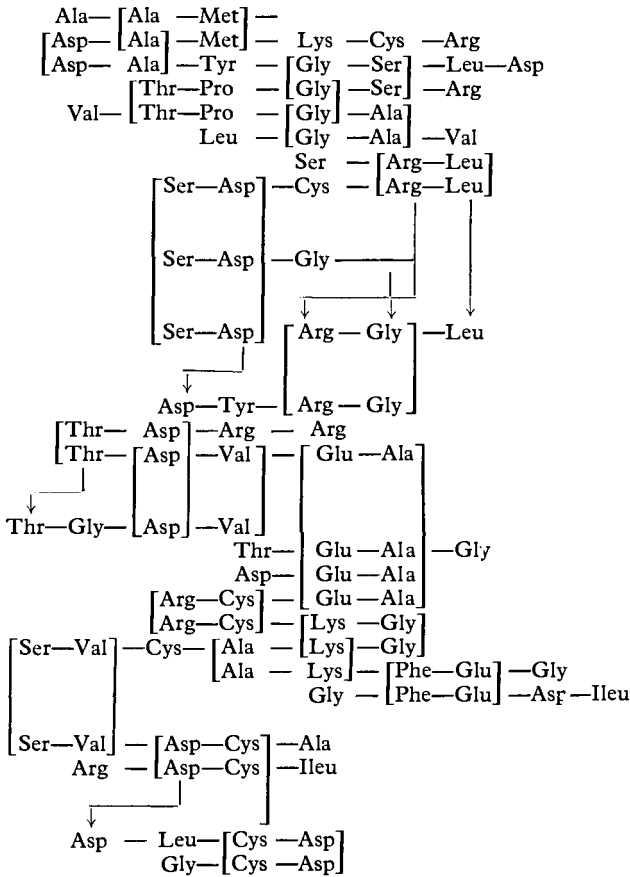 Ala—[Ala —Met]—
[Asp—[Ala]—Met]— Lys —Cys —Arg
[Asp— Ala]—Tyr —[Gly —Ser]—Leu—Asp
[Thr—Pro —[Gly]—Ser]—Arg
Val—[Thr—Pro —[Gly]—Ala]
Leu —[Gly —Ala]—Val
Ser —[Arg—Leu]
[Ser—Asp]—Cys —[Arg—Leu]
Ser—Asp —Gly
Ser—Asp [Arg—Gly]—Leu
Asp—Tyr—[Arg—Gly]
[Thr— Asp]—Arg — Arg
[Thr—[Asp —Val]—[Glu —Ala
Thr—Gly—[Asp]—Val]
Thr— Glu —Ala —Gly
Asp— Glu —Ala
[Arg—Cys]— Glu —Ala]
[Arg—Cys]—[Lys —Gly]
[Ser—Val]—Cys—[Ala —[Lys]—Gly]
[Ala — Lys]—[Phe—Glu]—Gly
Gly —[Phe—Glu]—Asp—Ileu
Ser—Val]—[Asp—Cys]—Ala
Arg —[Asp—Cys]—Ileu
Asp — Leu—[Cys —Asp]
Gly—[Cys —Asp]